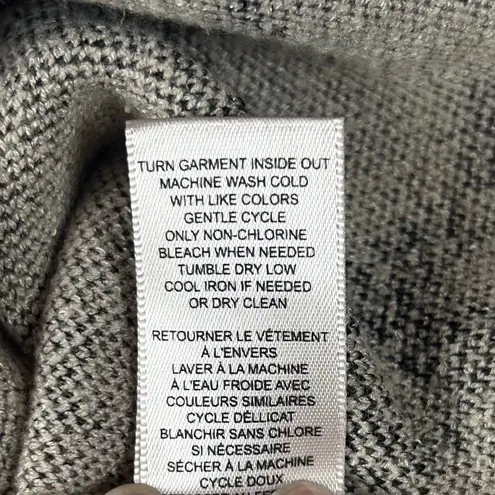 TURN GARMENT INSIDE OUT
MACHINE WASH COLD
WITH LIKE COLORS
GENTLE CYCLE
ONLY NON-CHLORINE
BLEACH WHEN NEEDED
TUMBLE DRY LOW
COOL IRON IF NEEDED
OR DRY CLEAN
RETOURNER LE VÉTEMENT
À L'ENVERS
LAVER À LA MACHINE
À L'EAU FROIDE AVEC
COULEURS SIMILAIRES
CYCLE DÉLLICAT
BLANCHIR SANS CHLORE
SI NÉCESSAIRE
SÉCHER À LA MACHINE
CYCLE DOUX